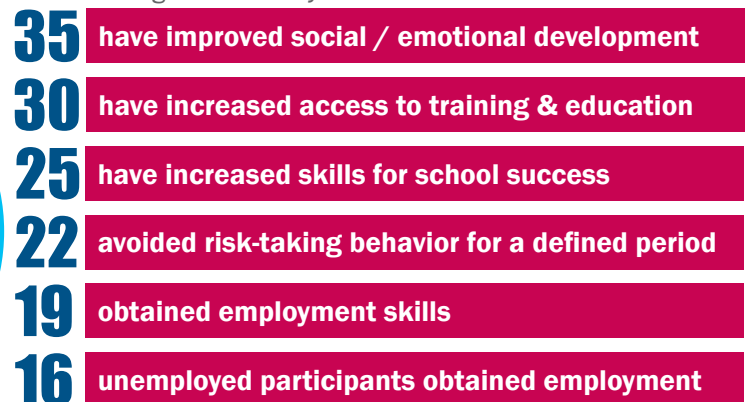 35 have improved social / emotional development
30 have increased access to training & education
25 have increased skills for school success
22 avoided risk-taking behavior for a defined period
19 obtained employment skills
16 unemployed participants obtained employment